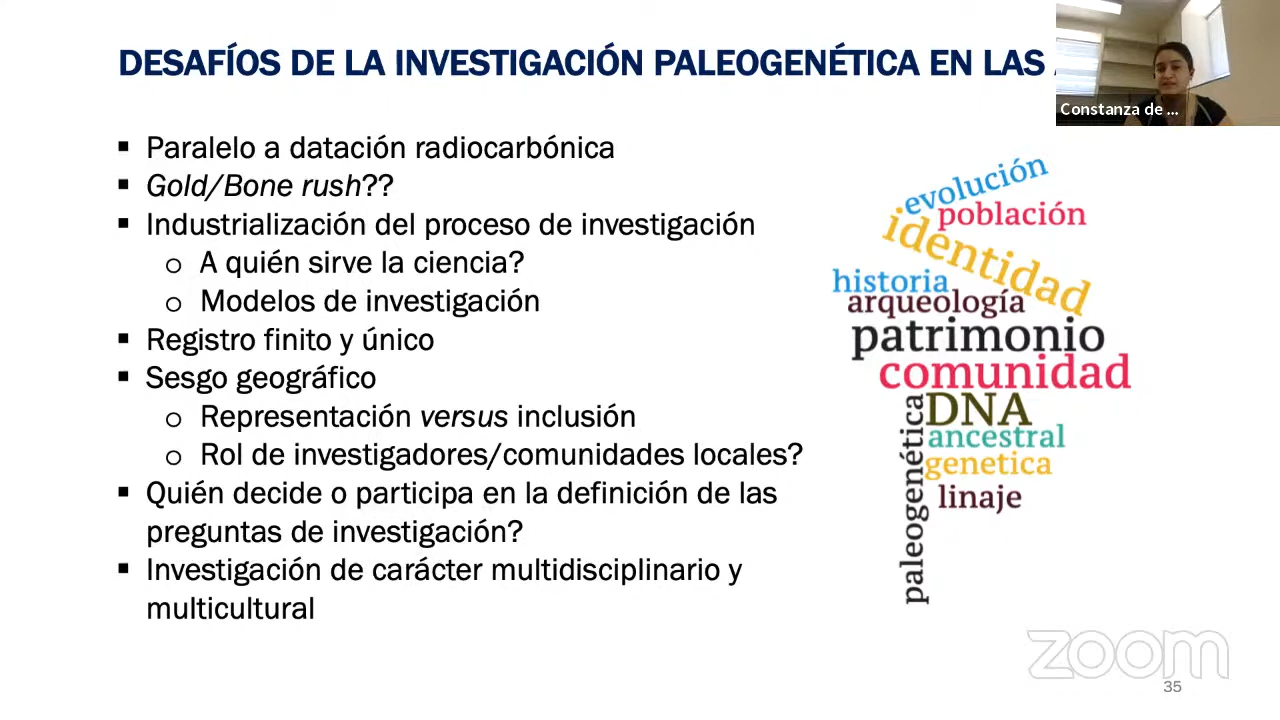 DESAFÍOS DE LA INVESTIGACIÓN PALEOGENÉTICA EN LAS
Constanza de ...
▪ Paralelo a datación radiocarbónica
▪ Gold/Bone rush??
▪ Industrialización del proceso de investigación
o A quién sirve la ciencia?
o Modelos de investigación
▪ Registro finito y único
▪ Sesgo geográfico
o Representación versus inclusión
o Rol de investigadores/comunidades locales?
▪ Quién decide o participa en la definición de las
preguntas de investigación?
▪ Investigación de carácter multidisciplinario y
multicultural
evolución
población
identidad
historia
arqueología
patrimonio
comunidad
DNA
ancestral
genetica
linaje
paleogenética
zoom
35